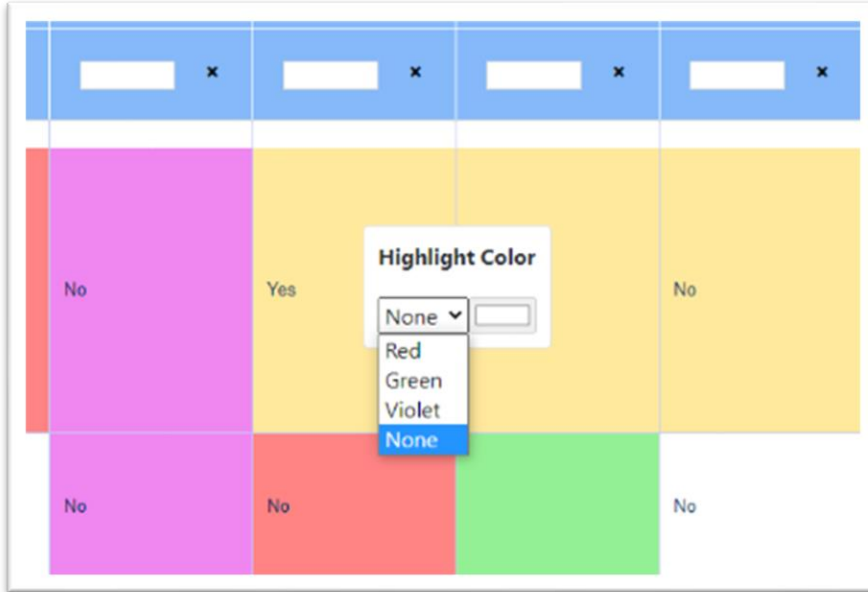 × × × ×
Highlight Color
No Yes No
None
Red
Green
Violet
None
No No No